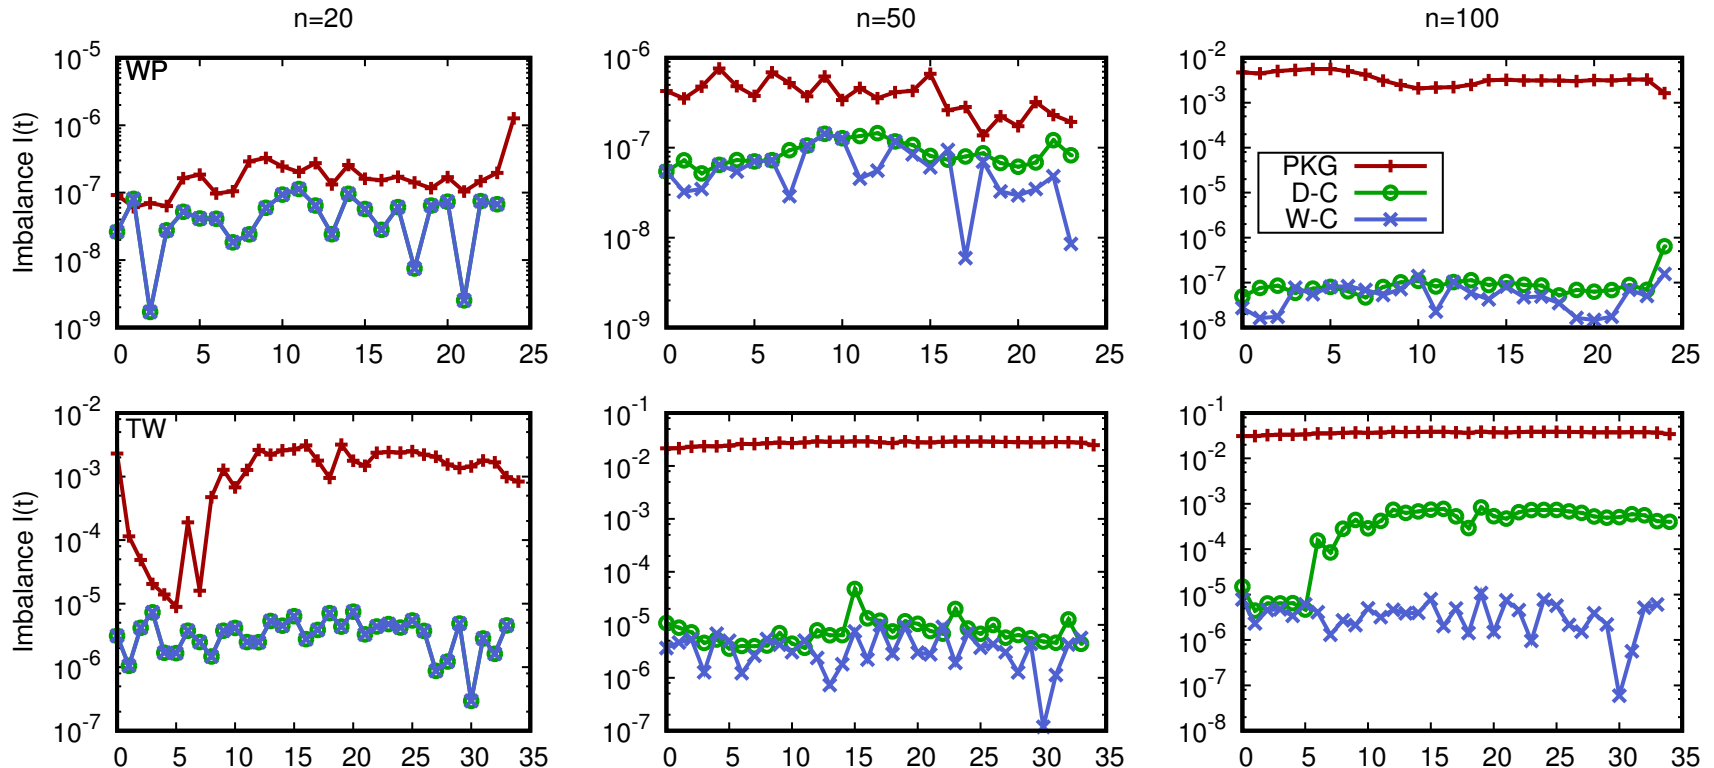 n=20 n=50 n=100
10^-5 10^-6 10^-2
WP
10^-6 10^-7 10^-3
10^-7 10^-8 10^-4
10^-8 10^-9 10^-5
10^-9 10^-6
10^-7
10^-8
Imbalance I(t)
PKG
D-C
W-C
0 5 10 15 20 25
0 5 10 15 20 25
0 5 10 15 20 25
10^-2 10^-1 10^-1
TW
10^-3 10^-2 10^-2
10^-4 10^-3 10^-3
10^-5 10^-4 10^-4
10^-6 10^-5 10^-5
10^-7 10^-6 10^-6
10^-7 10^-7
10^-8
Imbalance I(t)
0 5 10 15 20 25 30 35
0 5 10 15 20 25 30 35
0 5 10 15 20 25 30 35